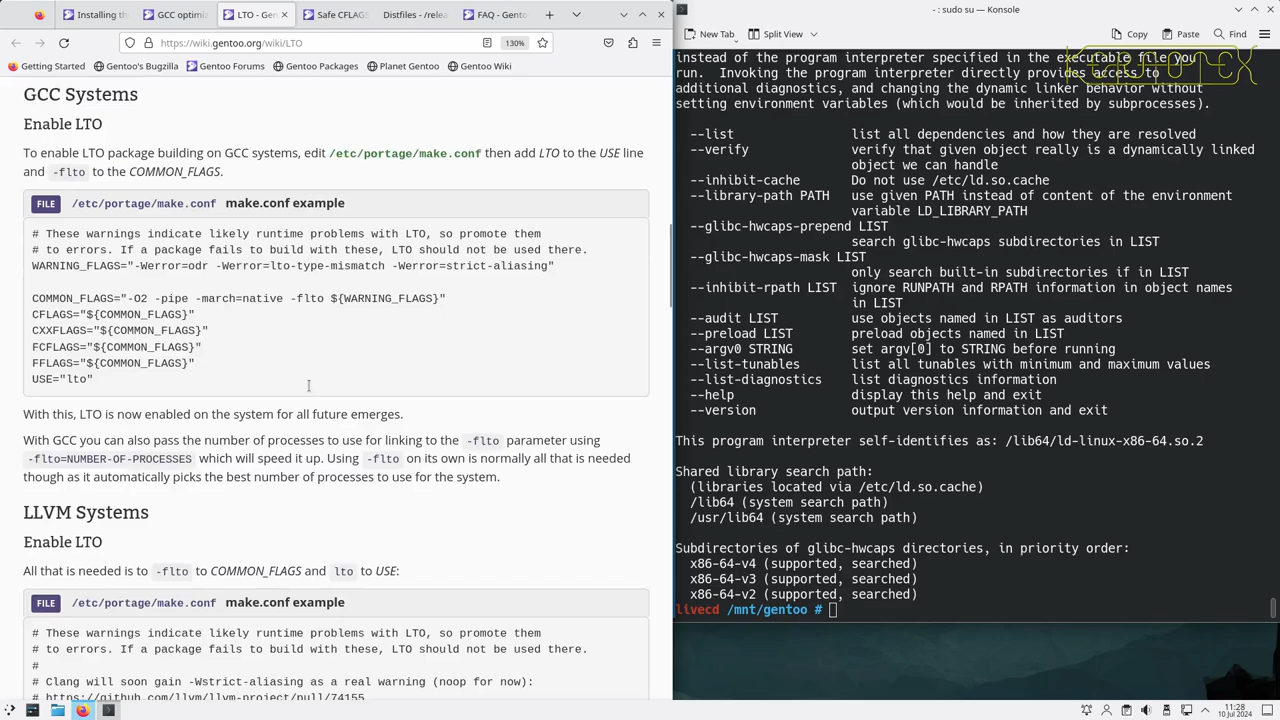 Installing th
GCC optimiz
LTO - Gen
Safe CFLAGS
Distfiles - /relea
FAQ - Gento
https://wiki.gentoo.org/wiki/LTO
130%
Getting Started
Gentoo's Bugzilla
Gentoo Forums
Gentoo Packages
Planet Gentoo
Gentoo Wiki
GCC Systems
Enable LTO
To enable LTO package building on GCC systems, edit /etc/portage/make.conf then add LTO to the USE line
and -flto to the COMMON_FLAGS.
FILE /etc/portage/make.conf make.conf example
# These warnings indicate likely runtime problems with LTO, so promote them
# to errors. If a package fails to build with these, LTO should not be used there.
WARNING_FLAGS="-Werror=odr -Werror=lto-type-mismatch -Werror=strict-aliasing"
COMMON_FLAGS="-O2 -pipe -march=native -flto ${WARNING_FLAGS}"
CFLAGS="${COMMON_FLAGS}"
CXXFLAGS="${COMMON_FLAGS}"
FCFLAGS="${COMMON_FLAGS}"
FFLAGS="${COMMON_FLAGS}"
USE="lto"
With this, LTO is now enabled on the system for all future emerges.
With GCC you can also pass the number of processes to use for linking to the -flto parameter using
-flto=NUMBER-OF-PROCESSES which will speed it up. Using -flto on its own is normally all that is needed
though as it automatically picks the best number of processes to use for the system.
LLVM Systems
Enable LTO
All that is needed is to -flto to COMMON_FLAGS and lto to USE:
FILE /etc/portage/make.conf make.conf example
# These warnings indicate likely runtime problems with LTO, so promote them
# to errors. If a package fails to build with these, LTO should not be used there.
#
# Clang will soon gain -Wstrict-aliasing as a real warning (noop for now):
# https://github.com/llvm/llvm-project/pull/74155
- : sudo su — Konsole
New Tab
Split View
Copy
Paste
Find
instead of the program interpreter specified in the executable file you
run.  Invoking the program interpreter directly provides access to
additional diagnostics, and changing the dynamic linker behavior without
setting environment variables (which would be inherited by subprocesses).
--list list all dependencies and how they are resolved
--verify verify that given object really is a dynamically linked
object we can handle
--inhibit-cache Do not use /etc/ld.so.cache
--library-path PATH use given PATH instead of content of the environment
variable LD_LIBRARY_PATH
--glibc-hwcaps-prepend LIST
search glibc-hwcaps subdirectories in LIST
--glibc-hwcaps-mask LIST
only search built-in subdirectories if in LIST
--inhibit-rpath LIST ignore RUNPATH and RPATH information in object names
in LIST
--audit LIST use objects named in LIST as auditors
--preload LIST preload objects named in LIST
--argv0 STRING set argv[0] to STRING before running
--list-tunables list all tunables with minimum and maximum values
--list-diagnostics list diagnostics information
--help display this help and exit
--version output version information and exit
This program interpreter self-identifies as: /lib64/ld-linux-x86-64.so.2
Shared library search path:
(libraries located via /etc/ld.so.cache)
/lib64 (system search path)
/usr/lib64 (system search path)
Subdirectories of glibc-hwcaps directories, in priority order:
x86-64-v4 (supported, searched)
x86-64-v3 (supported, searched)
x86-64-v2 (supported, searched)
livecd /mnt/gentoo #
11:28
10 Jul 2024